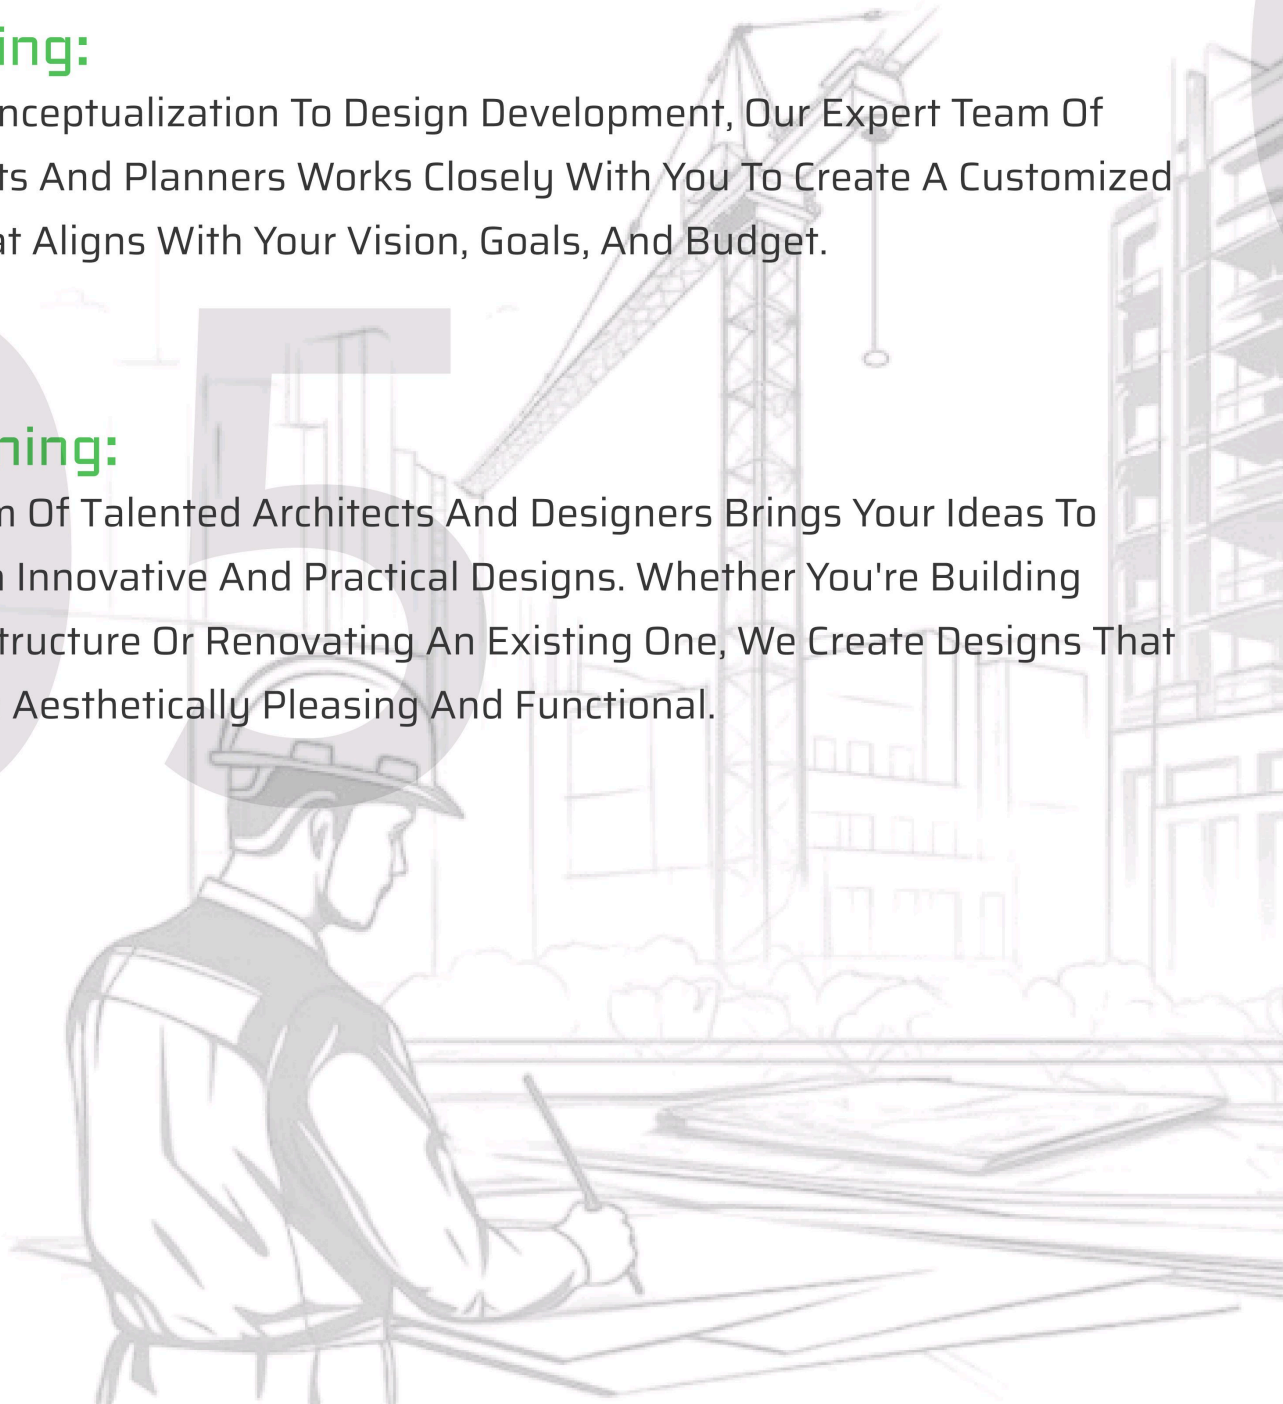 ing:
nceptualization To Design Development, Our Expert Team Of
ts And Planners Works Closely With You To Create A Customized
at Aligns With Your Vision, Goals, And Budget.
05
ning:
m Of Talented Architects And Designers Brings Your Ideas To
n Innovative And Practical Designs. Whether You're Building
tructure Or Renovating An Existing One, We Create Designs That
Aesthetically Pleasing And Functional.